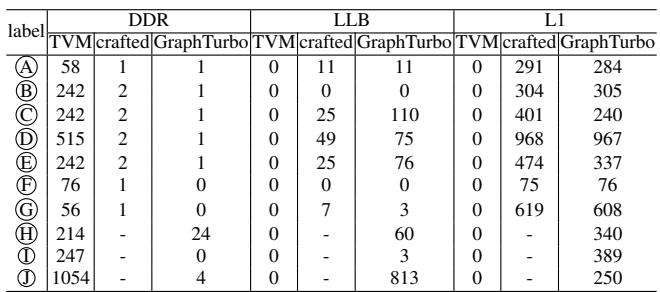 label DDR LLB L1
TVM crafted GraphTurbo TVM crafted GraphTurbo TVM crafted GraphTurbo
Ⓐ 58 1 1 0 11 11 0 291 284
Ⓑ 242 2 1 0 0 0 0 304 305
Ⓒ 242 2 1 0 25 110 0 401 240
Ⓓ 515 2 1 0 49 75 0 968 967
Ⓔ 242 2 1 0 25 76 0 474 337
Ⓕ 76 1 0 0 0 0 0 75 76
Ⓖ 56 1 0 0 7 3 0 619 608
Ⓗ 214 - 24 0 - 60 0 - 340
Ⓘ 247 - 0 0 - 3 0 - 389
Ⓙ 1054 - 4 0 - 813 0 - 250